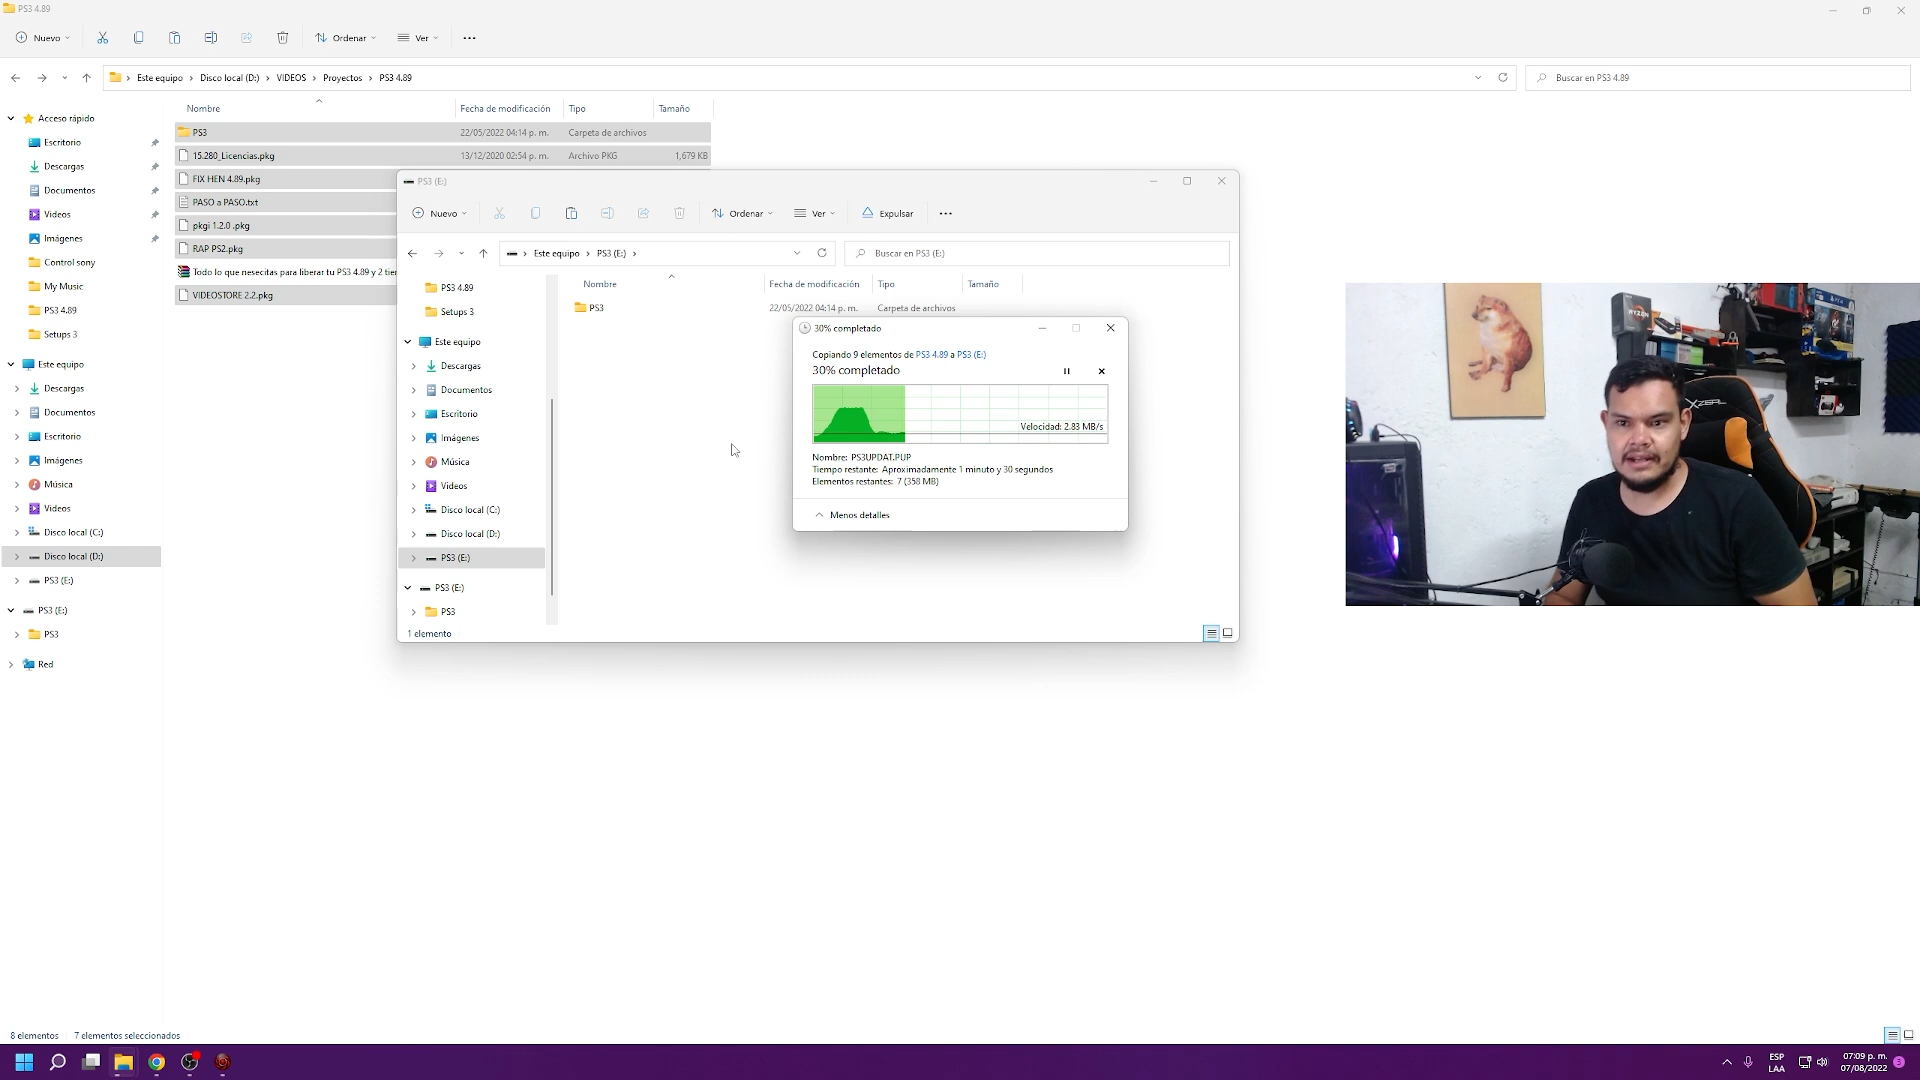 PS3 4.89
Nuevo
Ordenar
Ver
Este equipo > Disco local (D:) > VIDEOS > Proyectos > PS3 4.89
Buscar en PS3 4.89
Acceso rápido
Escritorio
Descargas
Documentos
Videos
Imágenes
Control sony
My Music
PS3 4.89
Setups 3
Este equipo
Descargas
Documentos
Escritorio
Imágenes
Música
Videos
Disco local (C:)
Disco local (D:)
PS3 (E:)
PS3 (E:)
PS3
Red
Nombre Fecha de modificación Tipo Tamaño
PS3 22/05/2022 04:14 p. m. Carpeta de archivos
15.280_Licencias.pkg 13/12/2020 02:54 p. m. Archivo PKG 1,679 KB
FIX HEN 4.89.pkg
PASO a PASO.txt
pkgi 1.2.0 .pkg
RAP PS2.pkg
Todo lo que nesecitas para liberar tu PS3 4.89 y 2 tien
VIDEOSTORE 2.2.pkg
PS3 (E:)
Nuevo
Ordenar
Ver
Expulsar
Este equipo > PS3 (E:) >
Buscar en PS3 (E:)
PS3 4.89
Setups 3
Este equipo
Descargas
Documentos
Escritorio
Imágenes
Música
Videos
Disco local (C:)
Disco local (D:)
PS3 (E:)
PS3 (E:)
PS3
Nombre Fecha de modificación Tipo Tamaño
PS3 22/05/2022 04:14 p. m. Carpeta de archivos
1 elemento
30% completado
Copiando 9 elementos de PS3 4.89 a PS3 (E:)
30% completado
Velocidad: 2.83 MB/s
Nombre: PS3UPDAT.PUP
Tiempo restante: Aproximadamente 1 minuto y 30 segundos
Elementos restantes: 7 (358 MB)
Menos detalles
RYZEN
XZEAL
8 elementos 7 elementos seleccionados
ESP
LAA
07:09 p. m.
07/08/2022
3